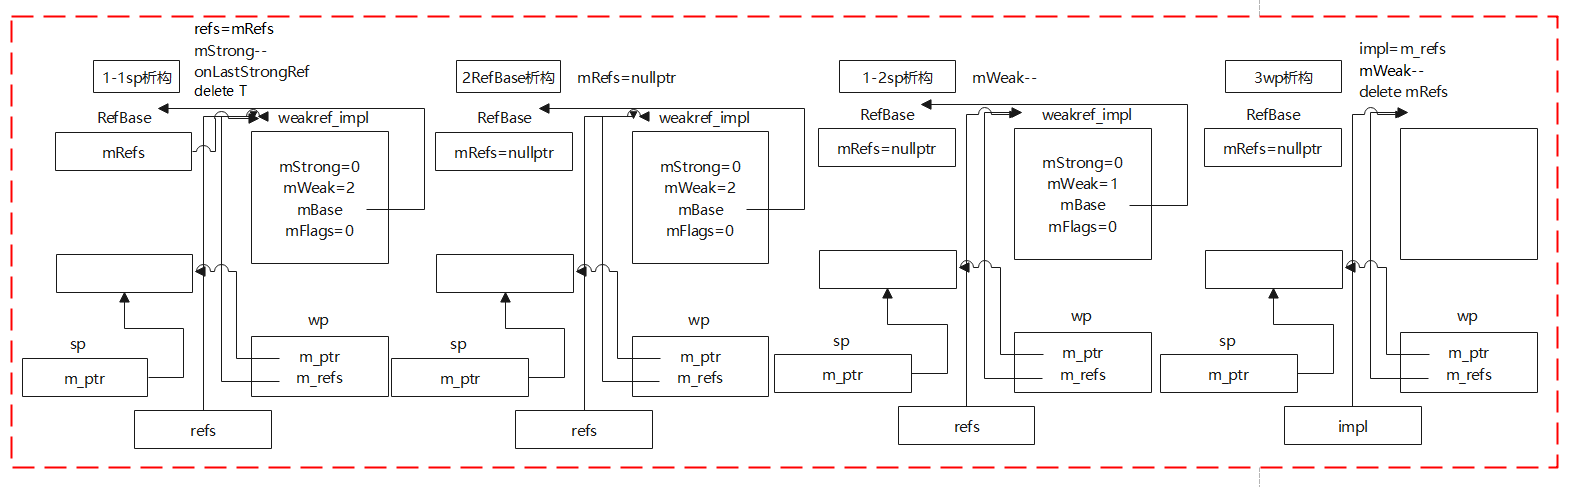 refs=mRefs
mStrong--
onLastStrongRef
delete T
1-1sp析构
RefBase
mRefs
weakref_impl
mStrong=0
mWeak=2
mBase
mFlags=0
sp
m_ptr
wp
m_ptr
m_refs
refs
2RefBase析构
mRefs=nullptr
RefBase
mRefs=nullptr
weakref_impl
mStrong=0
mWeak=2
mBase
mFlags=0
sp
m_ptr
wp
m_ptr
m_refs
refs
1-2sp析构
mWeak--
RefBase
mRefs=nullptr
weakref_impl
mStrong=0
mWeak=1
mBase
mFlags=0
sp
m_ptr
wp
m_ptr
m_refs
refs
3wp析构
impl=m_refs
mWeak--
delete mRefs
RefBase
mRefs=nullptr
sp
m_ptr
wp
m_ptr
m_refs
impl